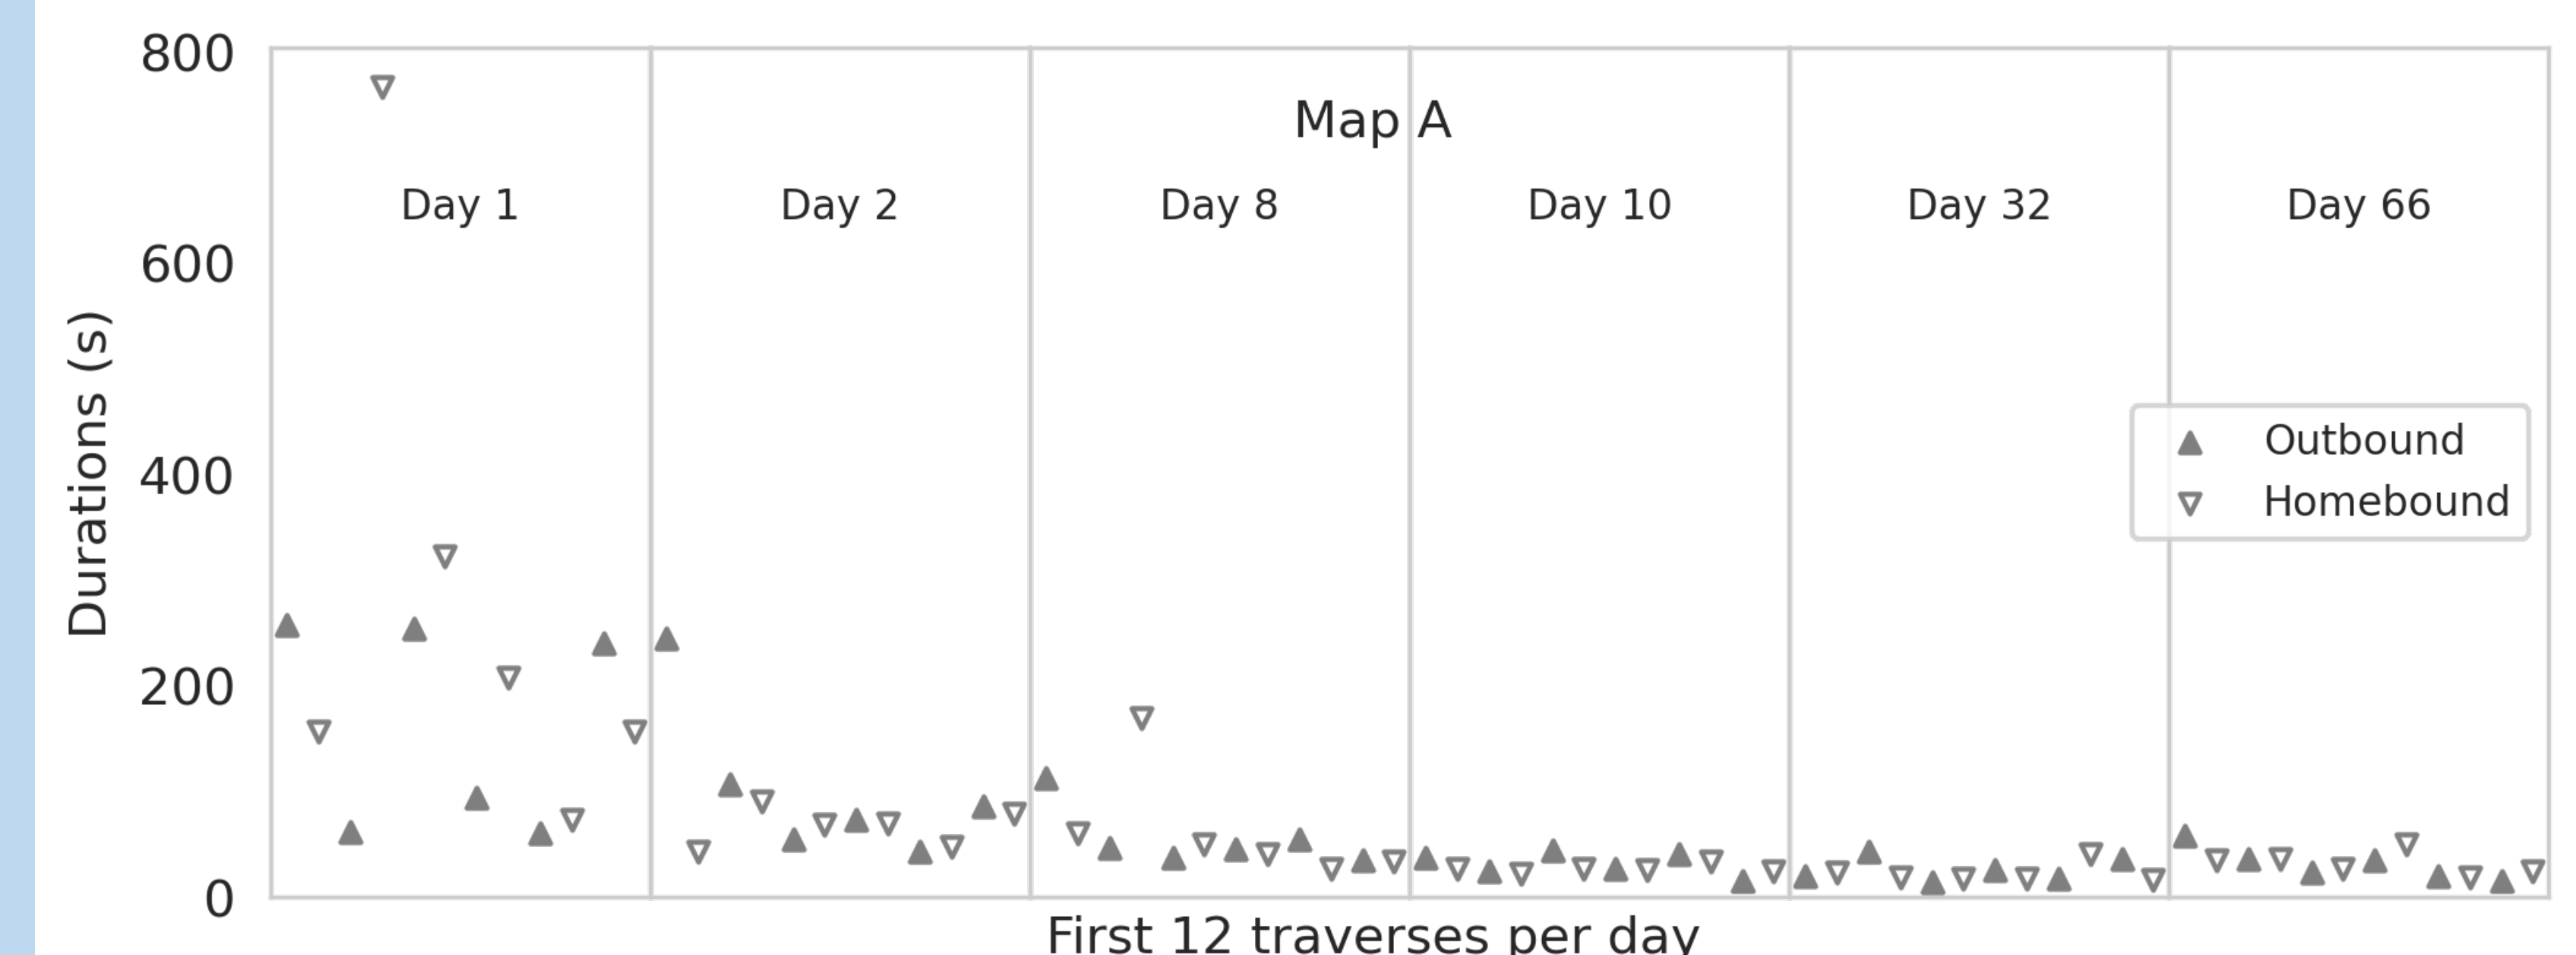 800
Map A
Day 1 Day 2 Day 8 Day 10 Day 32 Day 66
600
Durations (s)
400
Outbound
Homebound
200
0
First 12 traverses per day